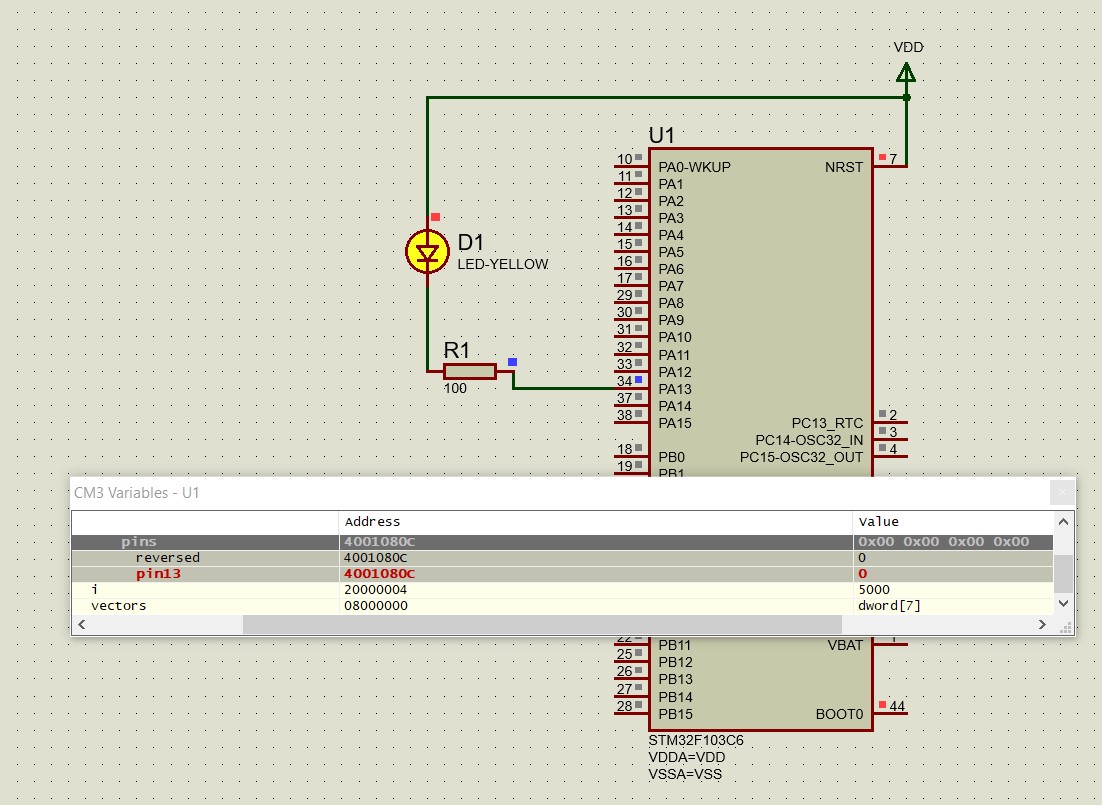 VDD
U1
10 PA0-WKUP NRST 7
11 PA1
12 PA2
13 PA3
14 PA4
15 PA5
16 PA6
17 PA7
29 PA8
30 PA9
31 PA10
32 PA11
33 PA12
34 PA13
37 PA14
38 PA15
D1
LED-YELLOW
R1
100
PC13_RTC 2
PC14-OSC32_IN 3
PC15-OSC32_OUT 4
18 PB0
19 PB1
CM3 Variables - U1
Address Value
pins 4001080C 0x00 0x00 0x00 0x00
reversed 4001080C 0
pin13 4001080C 0
i 20000004 5000
vectors 08000000 dword[7]
22 PB11 VBAT 1
25 PB12
26 PB13
27 PB14
28 PB15 BOOT0 44
STM32F103C6
VDDA=VDD
VSSA=VSS